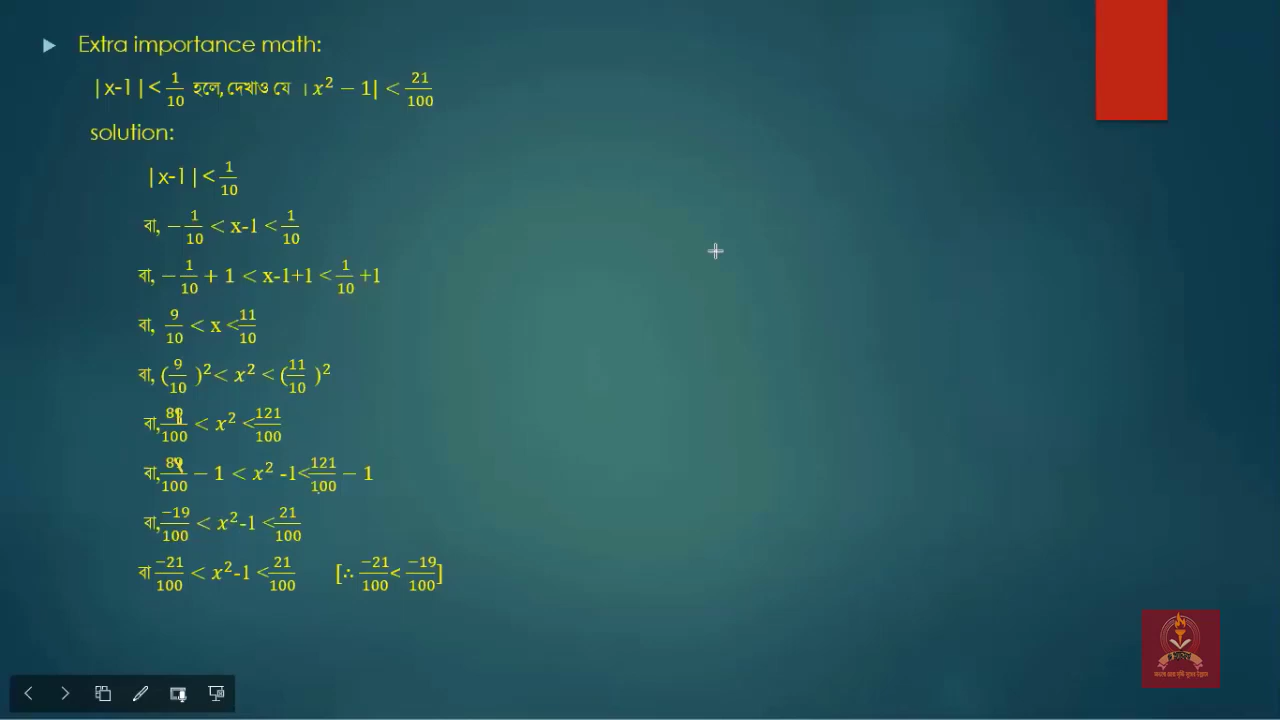 Extra importance math:
|x-1|< 1/10 হলে, দেখাও যে । x² − 1| < 21/100
solution:
|x-1|< 1/10
বা, − 1/10 < x-1 < 1/10
বা, − 1/10 + 1 < x-1+1 < 1/10 +1
বা, 9/10 < x < 11/10
বা, (9/10 )² < x² < (11/10 )²
বা, /100 < x² < 121/100
বা, /100 − 1 < x² -1< 121/100 − 1
বা, −19/100 < x²-1 < 21/100
বা −21/100 < x²-1 < 21/100 [∴ −21/100 < −19/100]